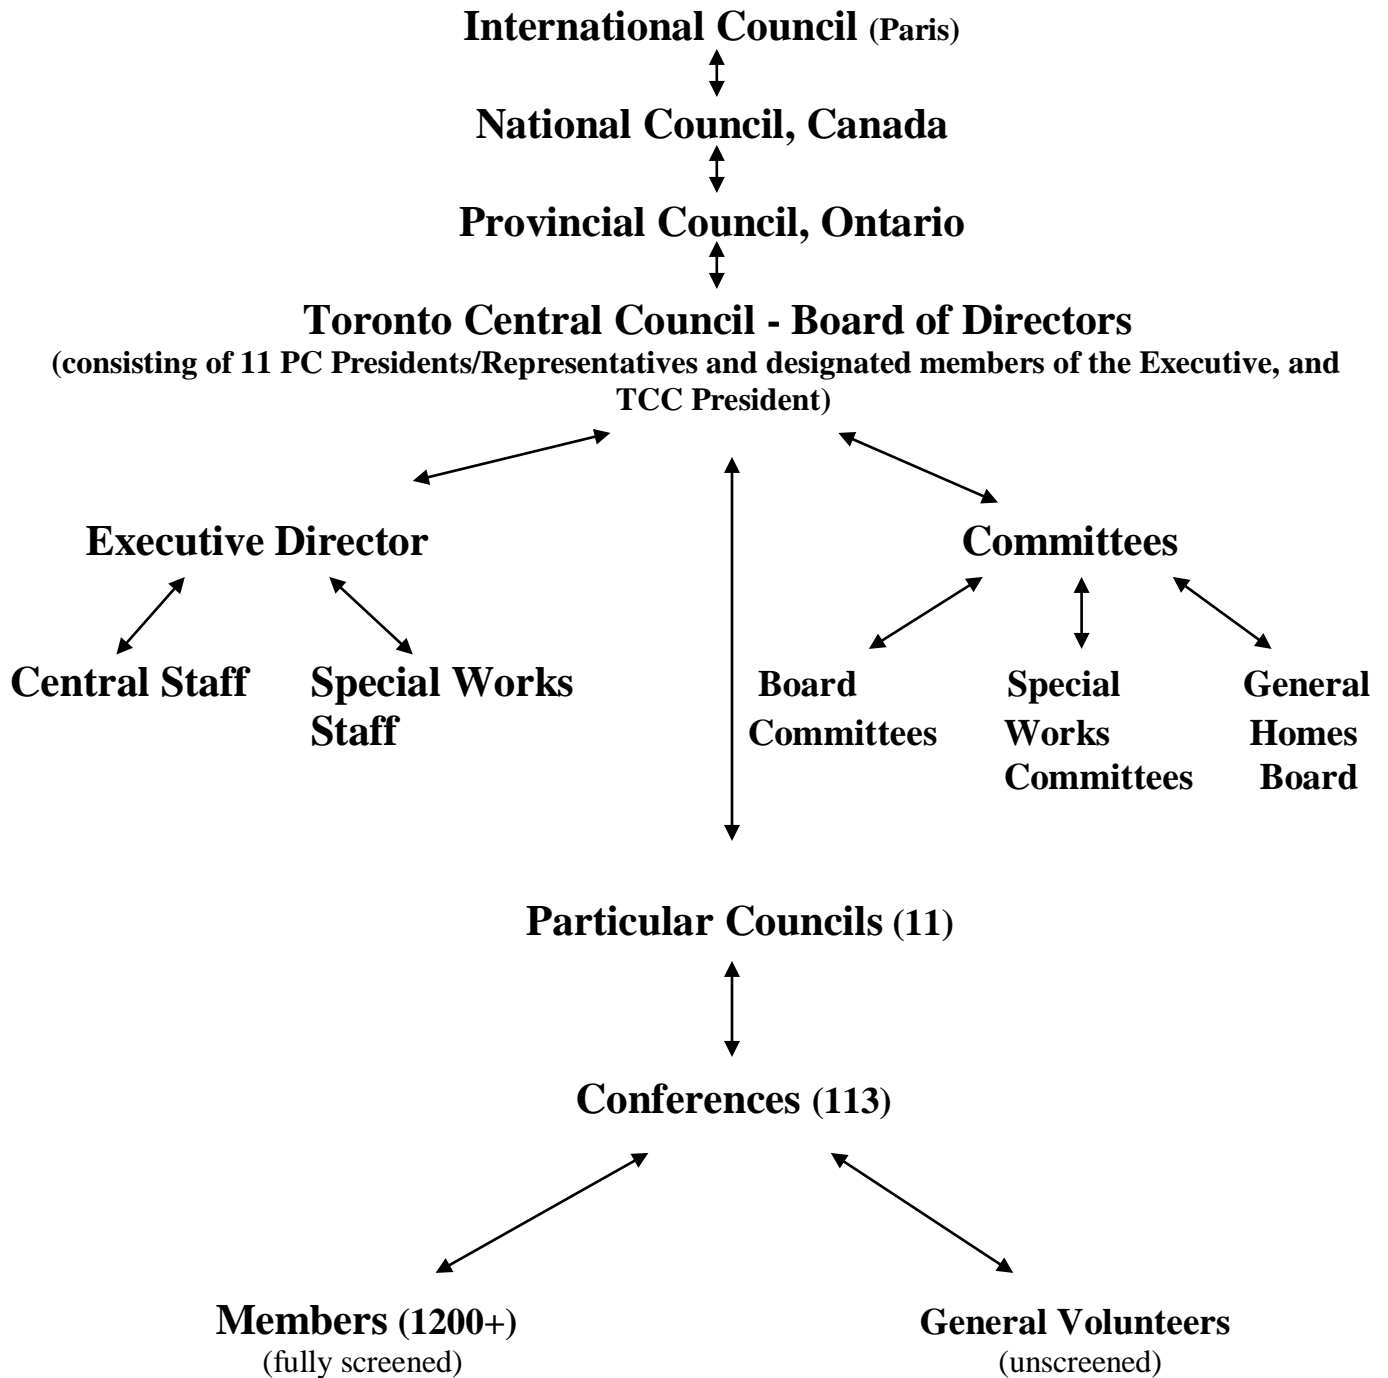 International Council (Paris)
National Council, Canada
Provincial Council, Ontario
Toronto Central Council - Board of Directors
(consisting of 11 PC Presidents/Representatives and designated members of the Executive, and
TCC President)
Executive Director
Committees
Central Staff
Special Works
Staff
Board
Committees
Special
Works
Committees
General
Homes
Board
Particular Councils (11)
Conferences (113)
Members (1200+)
(fully screened)
General Volunteers
(unscreened)